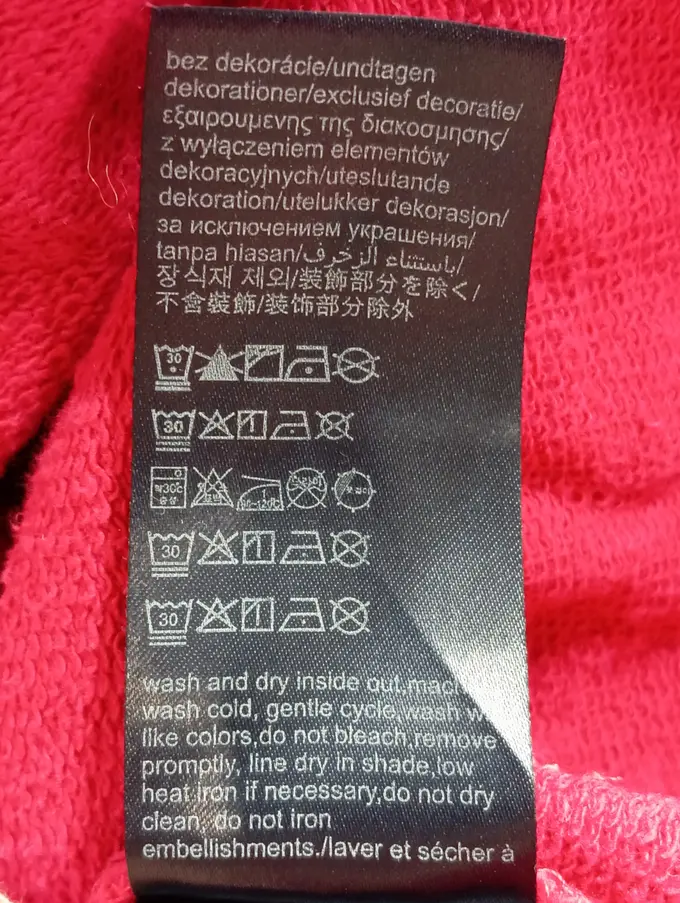 bez dekorácie/undtagen
dekorationer/exclusief decoratie/
εξαιρουμενης της διακοσμησης/
z wyłączeniem elementów
dekoracyjnych/uteslutande
dekoration/utelukker dekorasjon/
за исключением украшения/
tanpa hiasan/باستثناء الزخرف/
장식재 제외/装飾部分を除く/
不含裝飾/装饰部分除外
30
30
30
30
wash and dry inside out,mac
wash cold, gentle cycle,wash w
like colors,do not bleach,remove
promptly, line dry in shade,low
heat iron if necessary,do not dry
clean, do not iron
embellishments./laver et sécher à